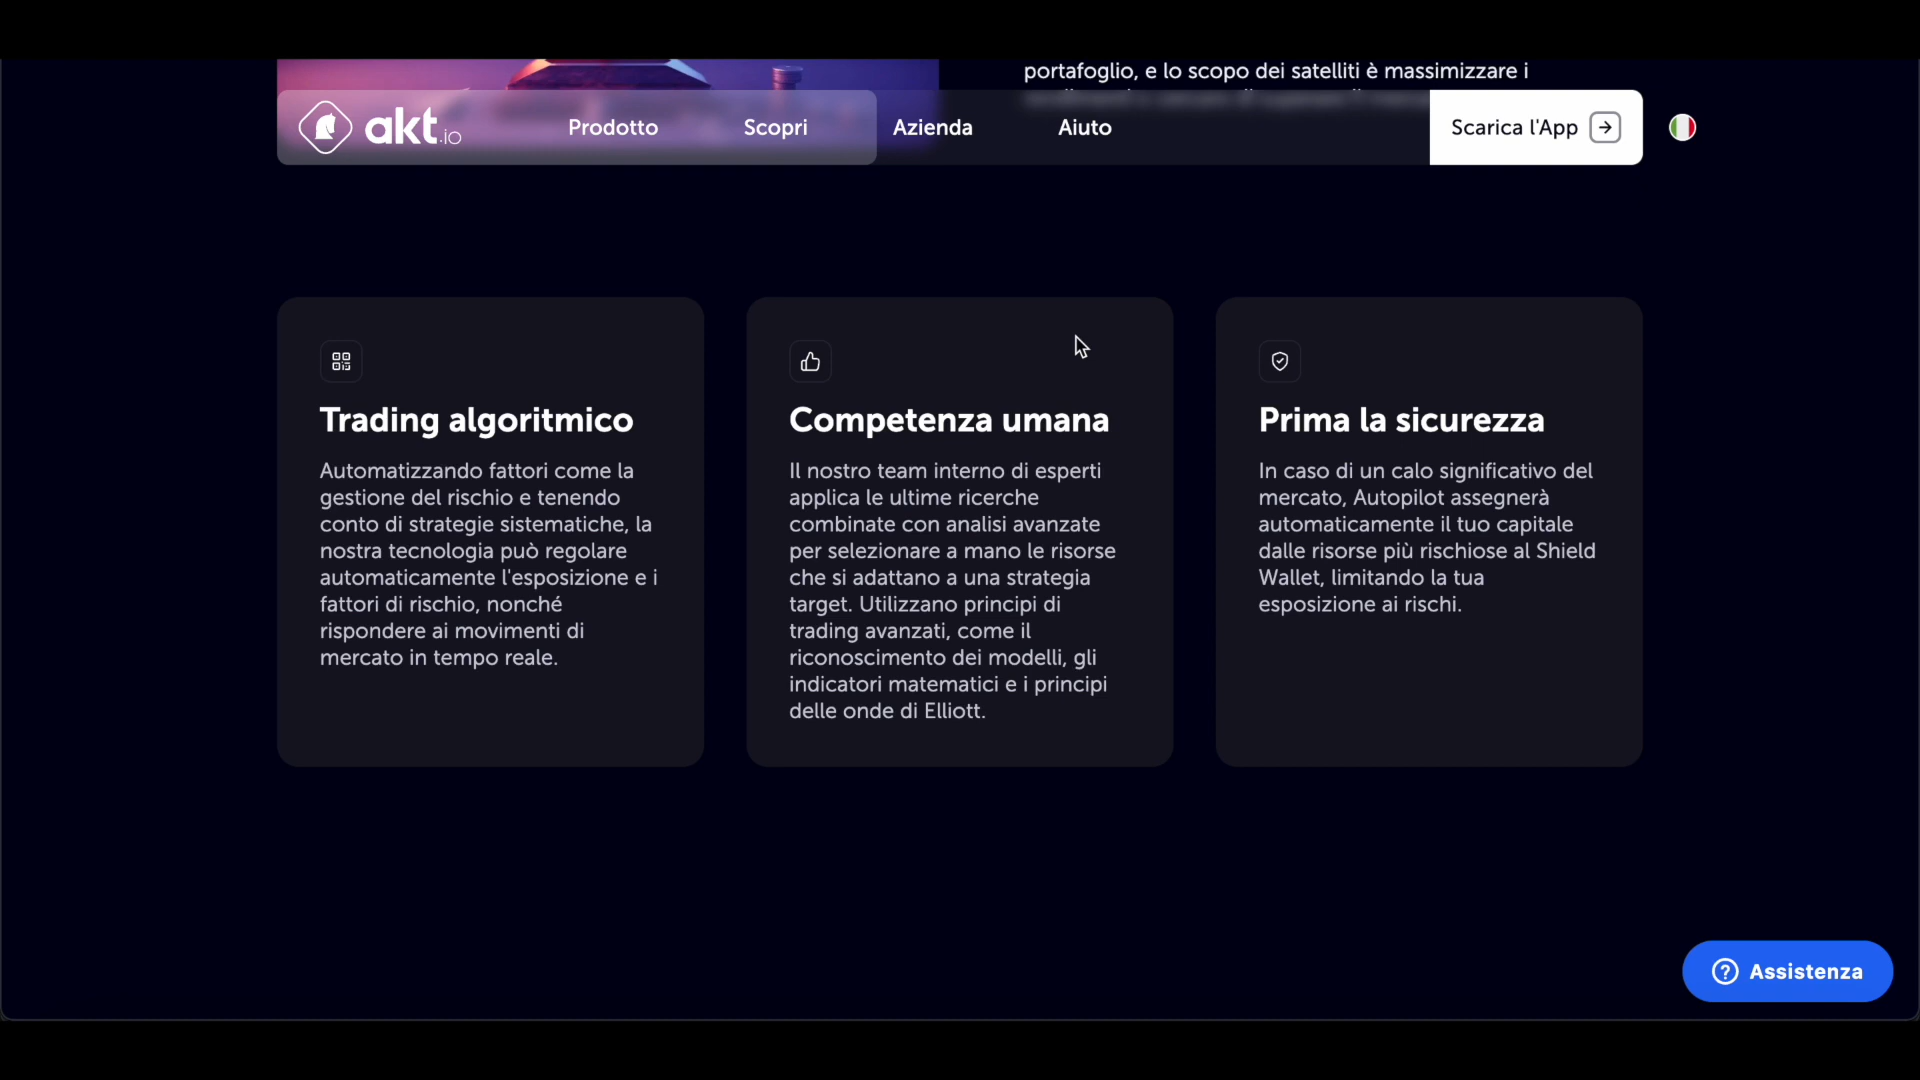 portafoglio, e lo scopo dei satelliti è massimizzare i
akt.io
Prodotto
Scopri
Azienda
Aiuto
Scarica l'App
Trading algoritmico
Automatizzando fattori come la
gestione del rischio e tenendo
conto di strategie sistematiche, la
nostra tecnologia può regolare
automaticamente l'esposizione e i
fattori di rischio, nonché
rispondere ai movimenti di
mercato in tempo reale.
Competenza umana
Il nostro team interno di esperti
applica le ultime ricerche
combinate con analisi avanzate
per selezionare a mano le risorse
che si adattano a una strategia
target. Utilizzano principi di
trading avanzati, come il
riconoscimento dei modelli, gli
indicatori matematici e i principi
delle onde di Elliott.
Prima la sicurezza
In caso di un calo significativo del
mercato, Autopilot assegnerà
automaticamente il tuo capitale
dalle risorse più rischiose al Shield
Wallet, limitando la tua
esposizione ai rischi.
Assistenza